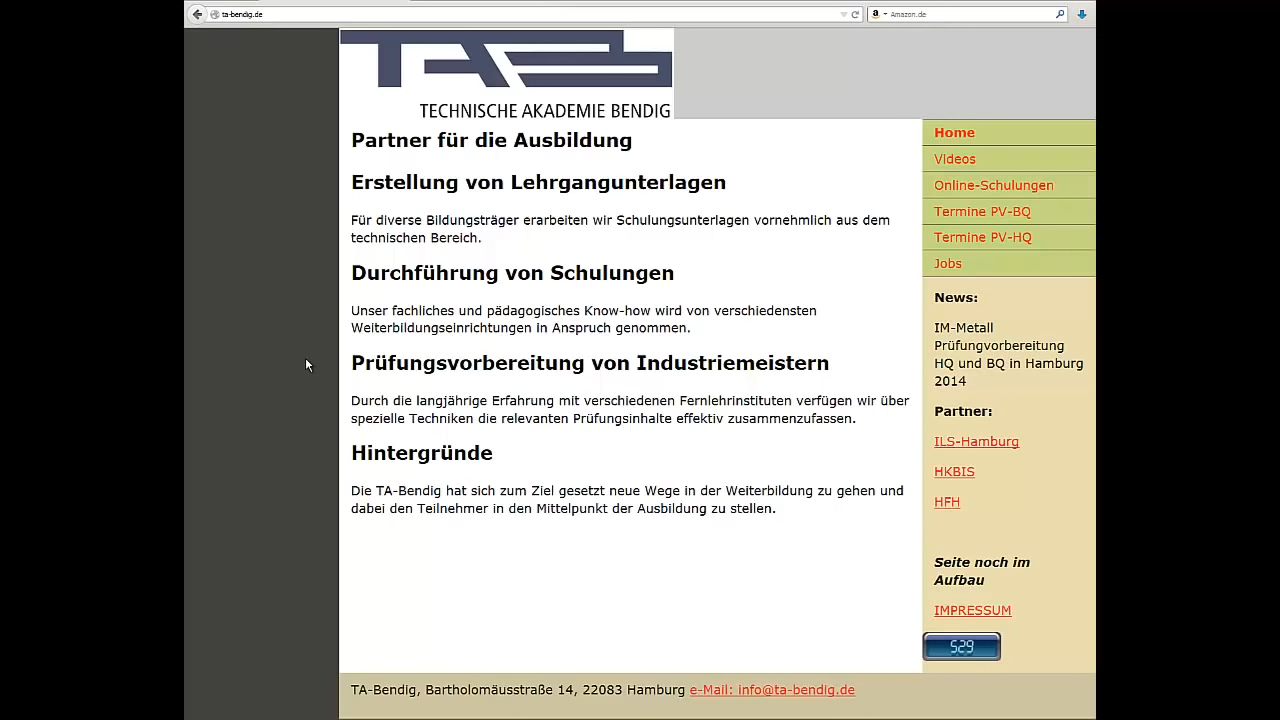 ta-bendig.de
Amazon.de
TAB
TECHNISCHE AKADEMIE BENDIG
Partner für die Ausbildung
Erstellung von Lehrgangunterlagen
Für diverse Bildungsträger erarbeiten wir Schulungsunterlagen vornehmlich aus dem
technischen Bereich.
Durchführung von Schulungen
Unser fachliches und pädagogisches Know-how wird von verschiedensten
Weiterbildungseinrichtungen in Anspruch genommen.
Prüfungsvorbereitung von Industriemeistern
Durch die langjährige Erfahrung mit verschiedenen Fernlehrinstituten verfügen wir über
spezielle Techniken die relevanten Prüfungsinhalte effektiv zusammenzufassen.
Hintergründe
Die TA-Bendig hat sich zum Ziel gesetzt neue Wege in der Weiterbildung zu gehen und
dabei den Teilnehmer in den Mittelpunkt der Ausbildung zu stellen.
Home
Videos
Online-Schulungen
Termine PV-BQ
Termine PV-HQ
Jobs
News:
IM-Metall
Prüfungvorbereitung
HQ und BQ in Hamburg
2014
Partner:
ILS-Hamburg
HKBIS
HFH
Seite noch im
Aufbau
IMPRESSUM
529
TA-Bendig, Bartholomäusstraße 14, 22083 Hamburg e-Mail: info@ta-bendig.de